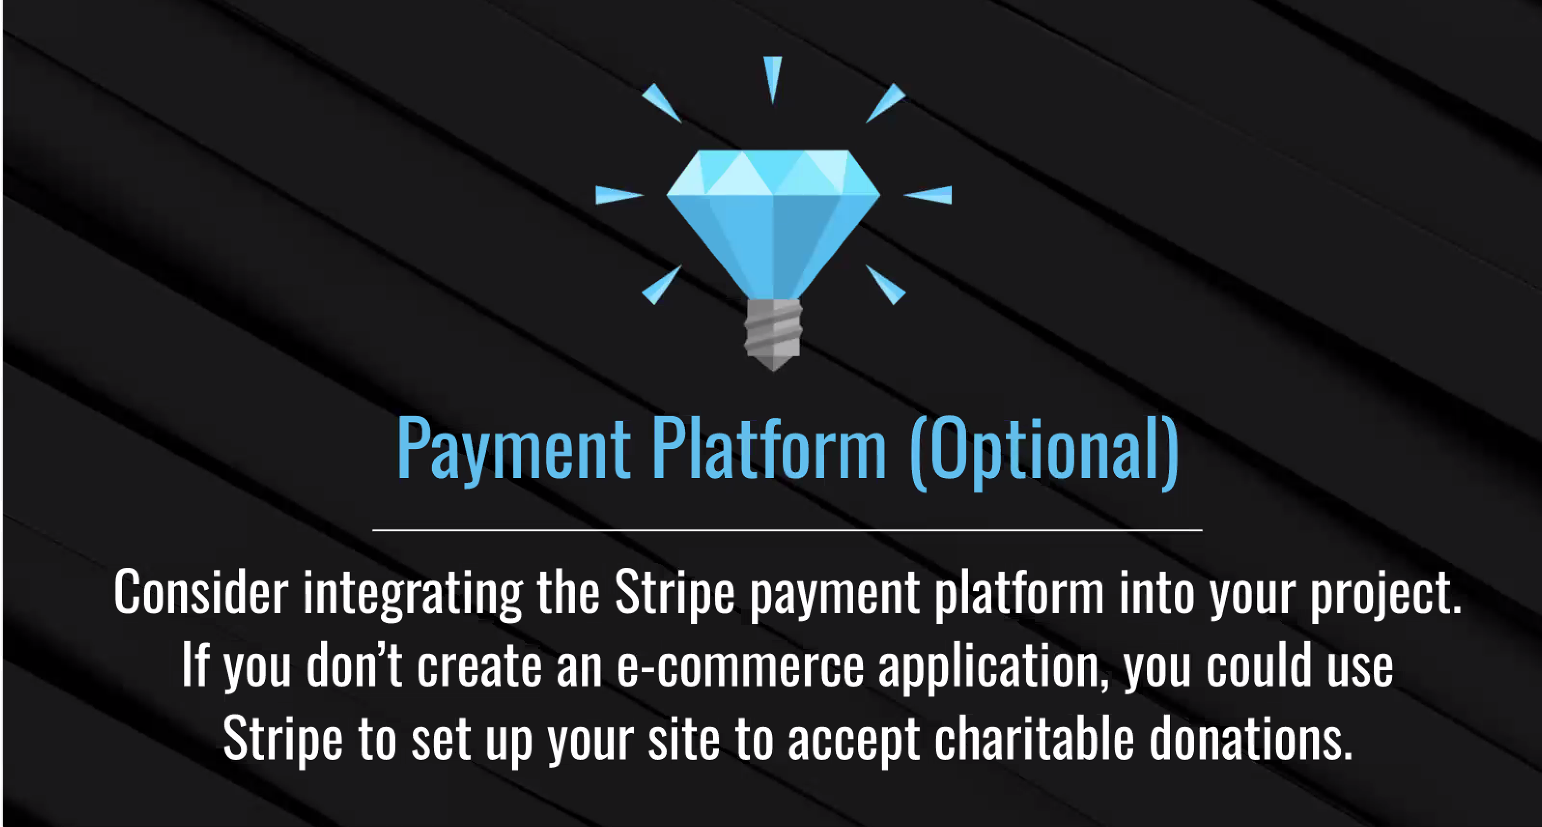 Payment Platform (Optional)
Consider integrating the Stripe payment platform into your project.
If you don’t create an e-commerce application, you could use
Stripe to set up your site to accept charitable donations.